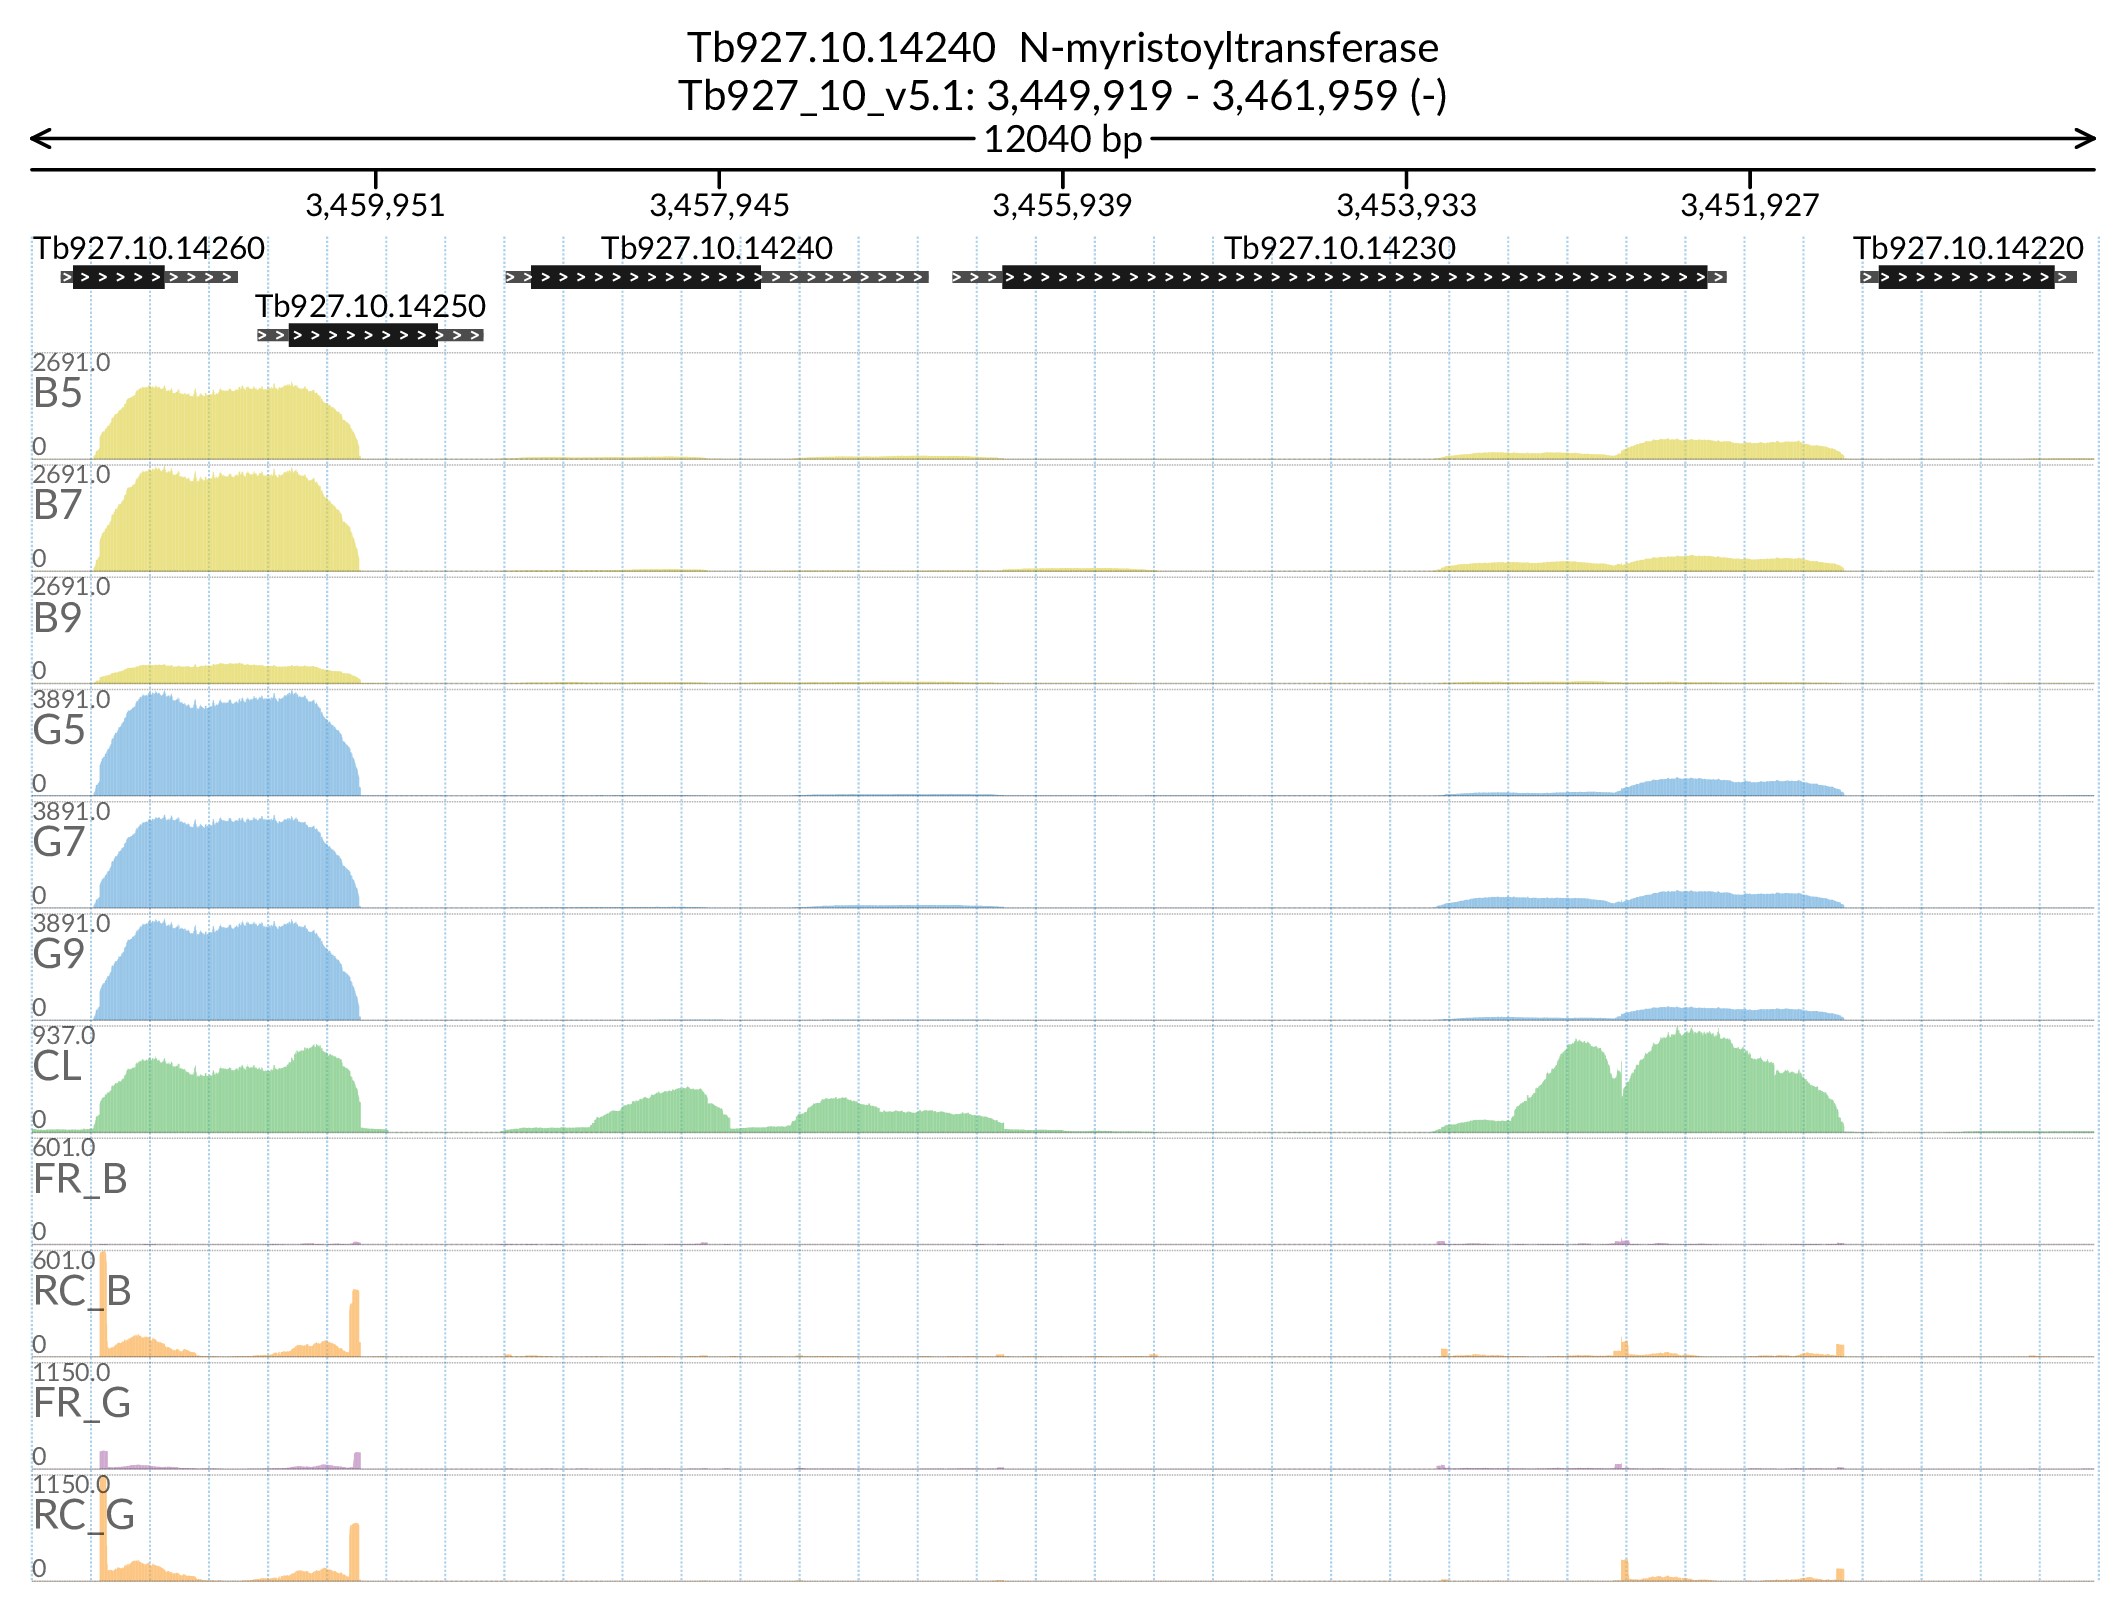 Tb927.10.14240  N-myristoyltransferase
Tb927_10_v5.1: 3,449,919 - 3,461,959 (-)
12040 bp
3,459,951 3,457,945 3,455,939 3,453,933 3,451,927
Tb927.10.14260 Tb927.10.14240 Tb927.10.14230 Tb927.10.14220
Tb927.10.14250
2691.0
B5
0
2691.0
B7
0
2691.0
B9
0
3891.0
G5
0
3891.0
G7
0
3891.0
G9
0
937.0
CL
0
601.0
FR_B
0
601.0
RC_B
0
1150.0
FR_G
0
1150.0
RC_G
0